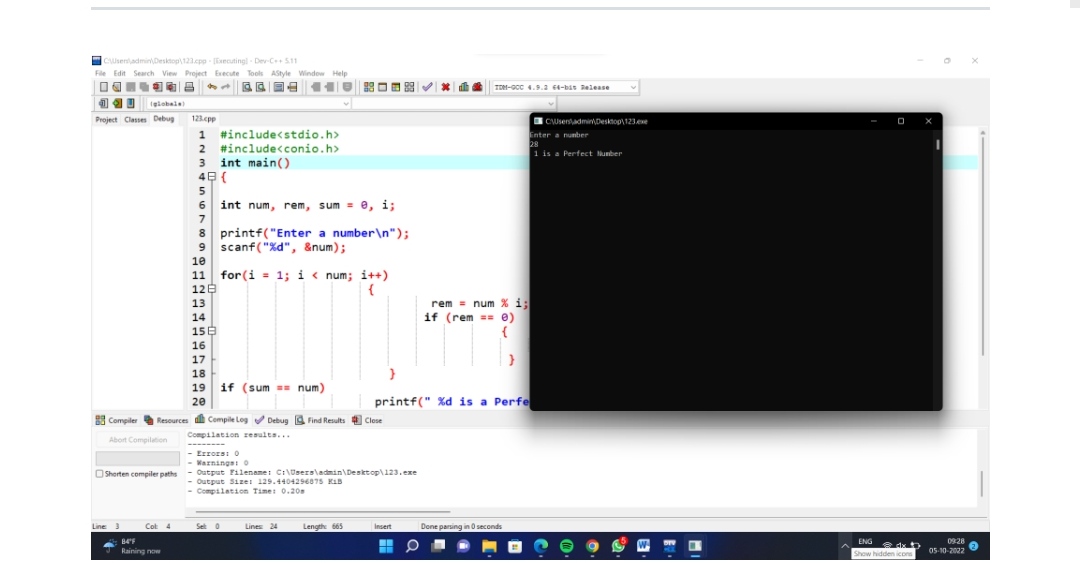 C:\Users\admin\Desktop\123.cpp - [Executing] - Dev-C++ 5.11
File Edit Search View Project Execute Tools AStyle Window Help
TDM-GCC 4.9.2 64-bit Release
(globals)
Project Classes Debug 123.cpp
1 #include<stdio.h>
2 #include<conio.h>
3 int main()
4 {
5
6 int num, rem, sum = 0, i;
7
8 printf("Enter a number\n");
9 scanf("%d", &num);
10
11 for(i = 1; i < num; i++)
12 {
13 rem = num % i;
14 if (rem == 0)
15 {
16
17 }
18 }
19 if (sum == num)
20 printf(" %d is a Perfe
C:\Users\admin\Desktop\123.exe
Enter a number
28
1 is a Perfect Number
Compiler Resources Compile Log Debug Find Results Close
Abort Compilation
Shorten compiler paths
Compilation results...
--------
- Errors: 0
- Warnings: 0
- Output Filename: C:\Users\admin\Desktop\123.exe
- Output Size: 129.4404296875 KiB
- Compilation Time: 0.20s
Line: 3 Col: 4 Sel: 0 Lines: 24 Length: 665 Insert Done parsing in 0 seconds
84°F
Raining now
5
W
ENG
Show hidden icons
09:28
05-10-2022
2